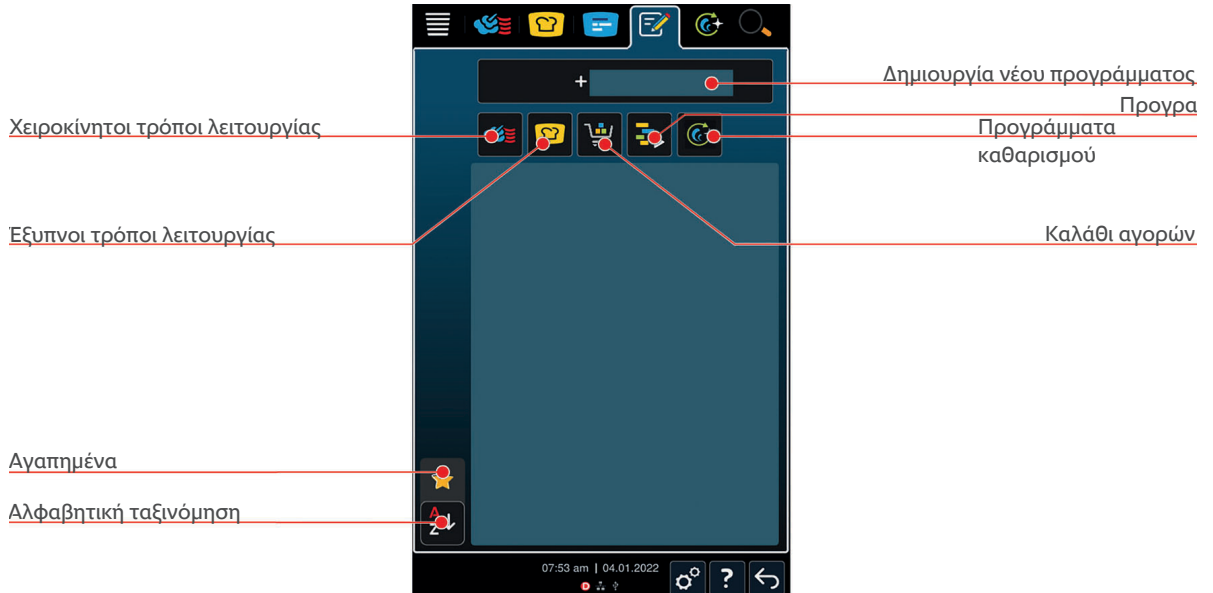 Δημιουργία νέου προγράμματος
Προγρα
Χειροκίνητοι τρόποι λειτουργίας
Προγράμματα
καθαρισμού
Έξυπνοι τρόποι λειτουργίας
Καλάθι αγορών
Αγαπημένα
Αλφαβητική ταξινόμηση
+
A
Z
07:53 am | 04.01.2022
D
?